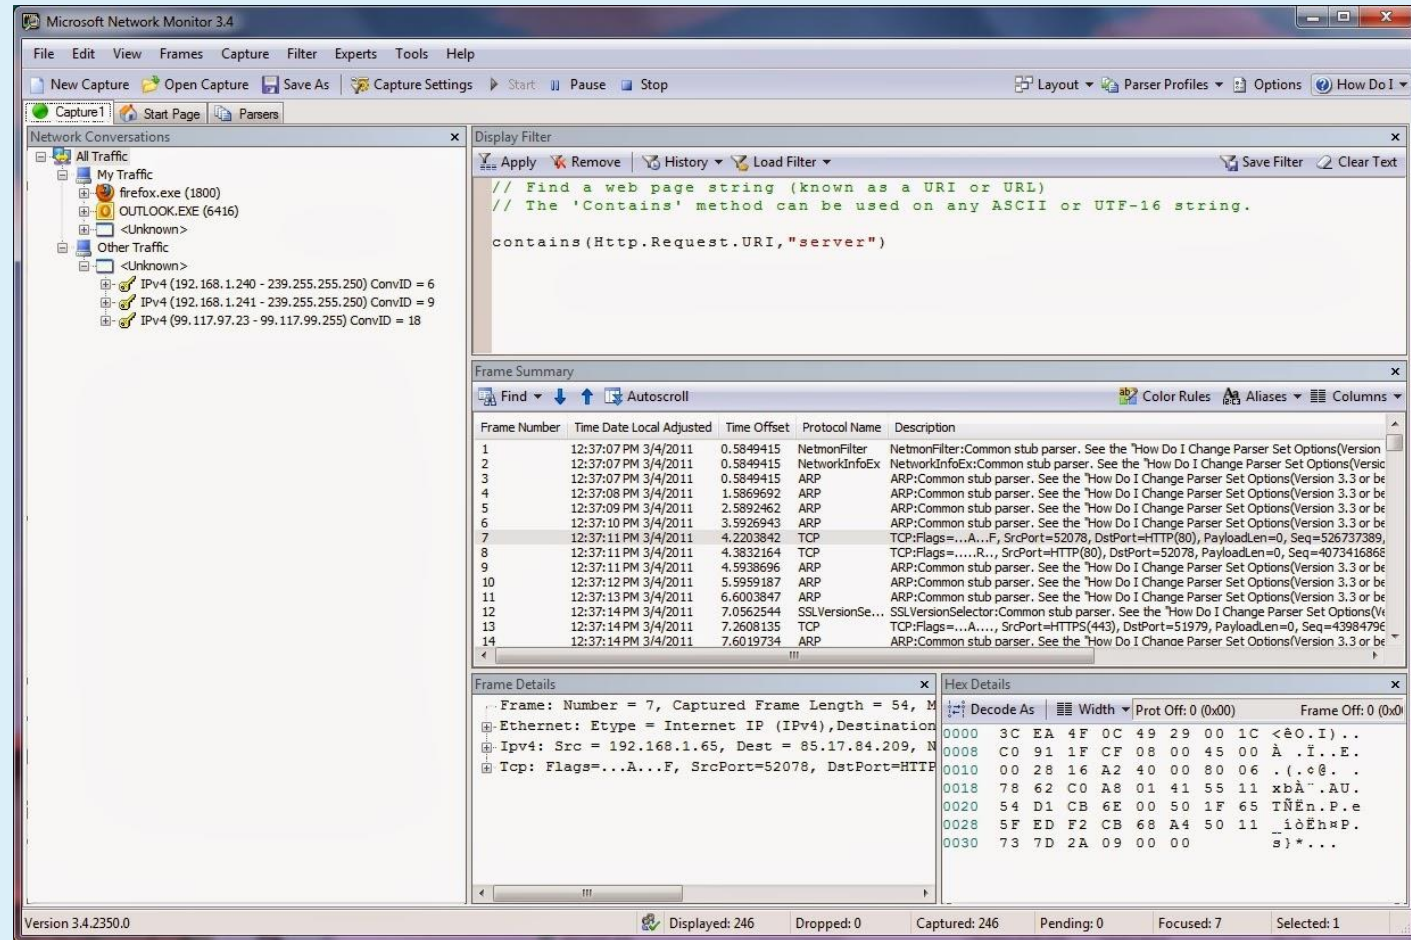 Microsoft Network Monitor 3.4
File Edit View Frames Capture Filter Experts Tools Help
New Capture Open Capture Save As Capture Settings Start Pause Stop Layout Parser Profiles Options How Do I
Capture1 Start Page Parsers
Network Conversations
All Traffic
My Traffic
firefox.exe (1800)
OUTLOOK.EXE (6416)
<Unknown>
Other Traffic
<Unknown>
IPv4 (192.168.1.240 - 239.255.255.250) ConvID = 6
IPv4 (192.168.1.241 - 239.255.255.250) ConvID = 9
IPv4 (99.117.97.23 - 99.117.99.255) ConvID = 18
Display Filter
Apply Remove History Load Filter Save Filter Clear Text
// Find a web page string (known as a URI or URL)
// The 'Contains' method can be used on any ASCII or UTF-16 string.
contains(Http.Request.URI,"server")
Frame Summary
Find Autoscroll Color Rules Aliases Columns
Frame Number Time Date Local Adjusted Time Offset Protocol Name Description
1 12:37:07 PM 3/4/2011 0.5849415 NetmonFilter NetmonFilter:Common stub parser. See the "How Do I Change Parser Set Options(Version
2 12:37:07 PM 3/4/2011 0.5849415 NetworkInfoEx NetworkInfoEx:Common stub parser. See the "How Do I Change Parser Set Options(Versic
3 12:37:07 PM 3/4/2011 0.5849415 ARP ARP:Common stub parser. See the "How Do I Change Parser Set Options(Version 3.3 or be
4 12:37:08 PM 3/4/2011 1.5869692 ARP ARP:Common stub parser. See the "How Do I Change Parser Set Options(Version 3.3 or be
5 12:37:09 PM 3/4/2011 2.5892462 ARP ARP:Common stub parser. See the "How Do I Change Parser Set Options(Version 3.3 or be
6 12:37:10 PM 3/4/2011 3.5926943 ARP ARP:Common stub parser. See the "How Do I Change Parser Set Options(Version 3.3 or be
7 12:37:11 PM 3/4/2011 4.2203842 TCP TCP:Flags=...A...F, SrcPort=52078, DstPort=HTTP(80), PayloadLen=0, Seq=526737389,
8 12:37:11 PM 3/4/2011 4.3832164 TCP TCP:Flags=.....R.., SrcPort=HTTP(80), DstPort=52078, PayloadLen=0, Seq=4073416868
9 12:37:11 PM 3/4/2011 4.5938696 ARP ARP:Common stub parser. See the "How Do I Change Parser Set Options(Version 3.3 or be
10 12:37:12 PM 3/4/2011 5.5959187 ARP ARP:Common stub parser. See the "How Do I Change Parser Set Options(Version 3.3 or be
11 12:37:13 PM 3/4/2011 6.6003847 ARP ARP:Common stub parser. See the "How Do I Change Parser Set Options(Version 3.3 or be
12 12:37:14 PM 3/4/2011 7.0562544 SSLVersionSe... SSLVersionSelector:Common stub parser. See the "How Do I Change Parser Set Options(Ve
13 12:37:14 PM 3/4/2011 7.2608135 TCP TCP:Flags=...A...., SrcPort=HTTPS(443), DstPort=51979, PayloadLen=0, Seq=43984796
14 12:37:14 PM 3/4/2011 7.6019734 ARP ARP:Common stub parser. See the "How Do I Change Parser Set Options(Version 3.3 or be
Frame Details
Frame: Number = 7, Captured Frame Length = 54, M
Ethernet: Etype = Internet IP (IPv4),Destination
Ipv4: Src = 192.168.1.65, Dest = 85.17.84.209, N
Tcp: Flags=...A...F, SrcPort=52078, DstPort=HTTP
Hex Details
Decode As Width Prot Off: 0 (0x00) Frame Off: 0 (0x0
0000 3C EA 4F 0C 49 29 00 1C <êO.I)..
0008 C0 91 1F CF 08 00 45 00 À .Ï..E.
0010 00 28 16 A2 40 00 80 06 .(.¢@. .
0018 78 62 C0 A8 01 41 55 11 xbÀ¨.AU.
0020 54 D1 CB 6E 00 50 1F 65 TÑËn.P.e
0028 5F ED F2 CB 68 A4 50 11 _íòËh¤P.
0030 73 7D 2A 09 00 00 s}*...
Version 3.4.2350.0 Displayed: 246 Dropped: 0 Captured: 246 Pending: 0 Focused: 7 Selected: 1